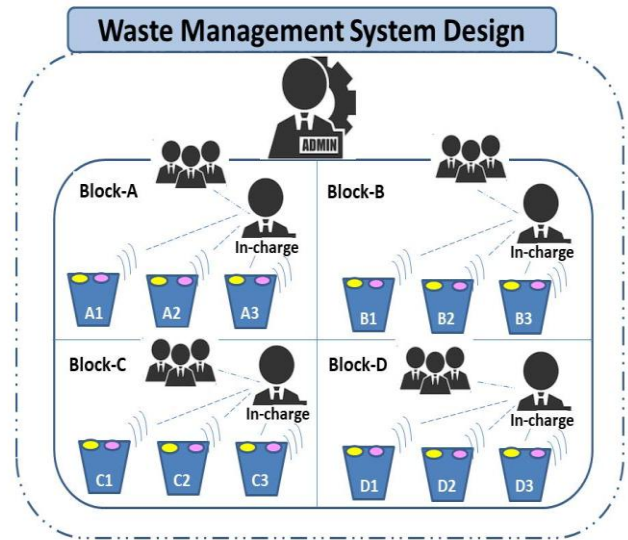 Waste Management System Design
ADMIN
Block-A
In-charge
A1 A2 A3
Block-B
In-charge
B1 B2 B3
Block-C
In-charge
C1 C2 C3
Block-D
In-charge
D1 D2 D3